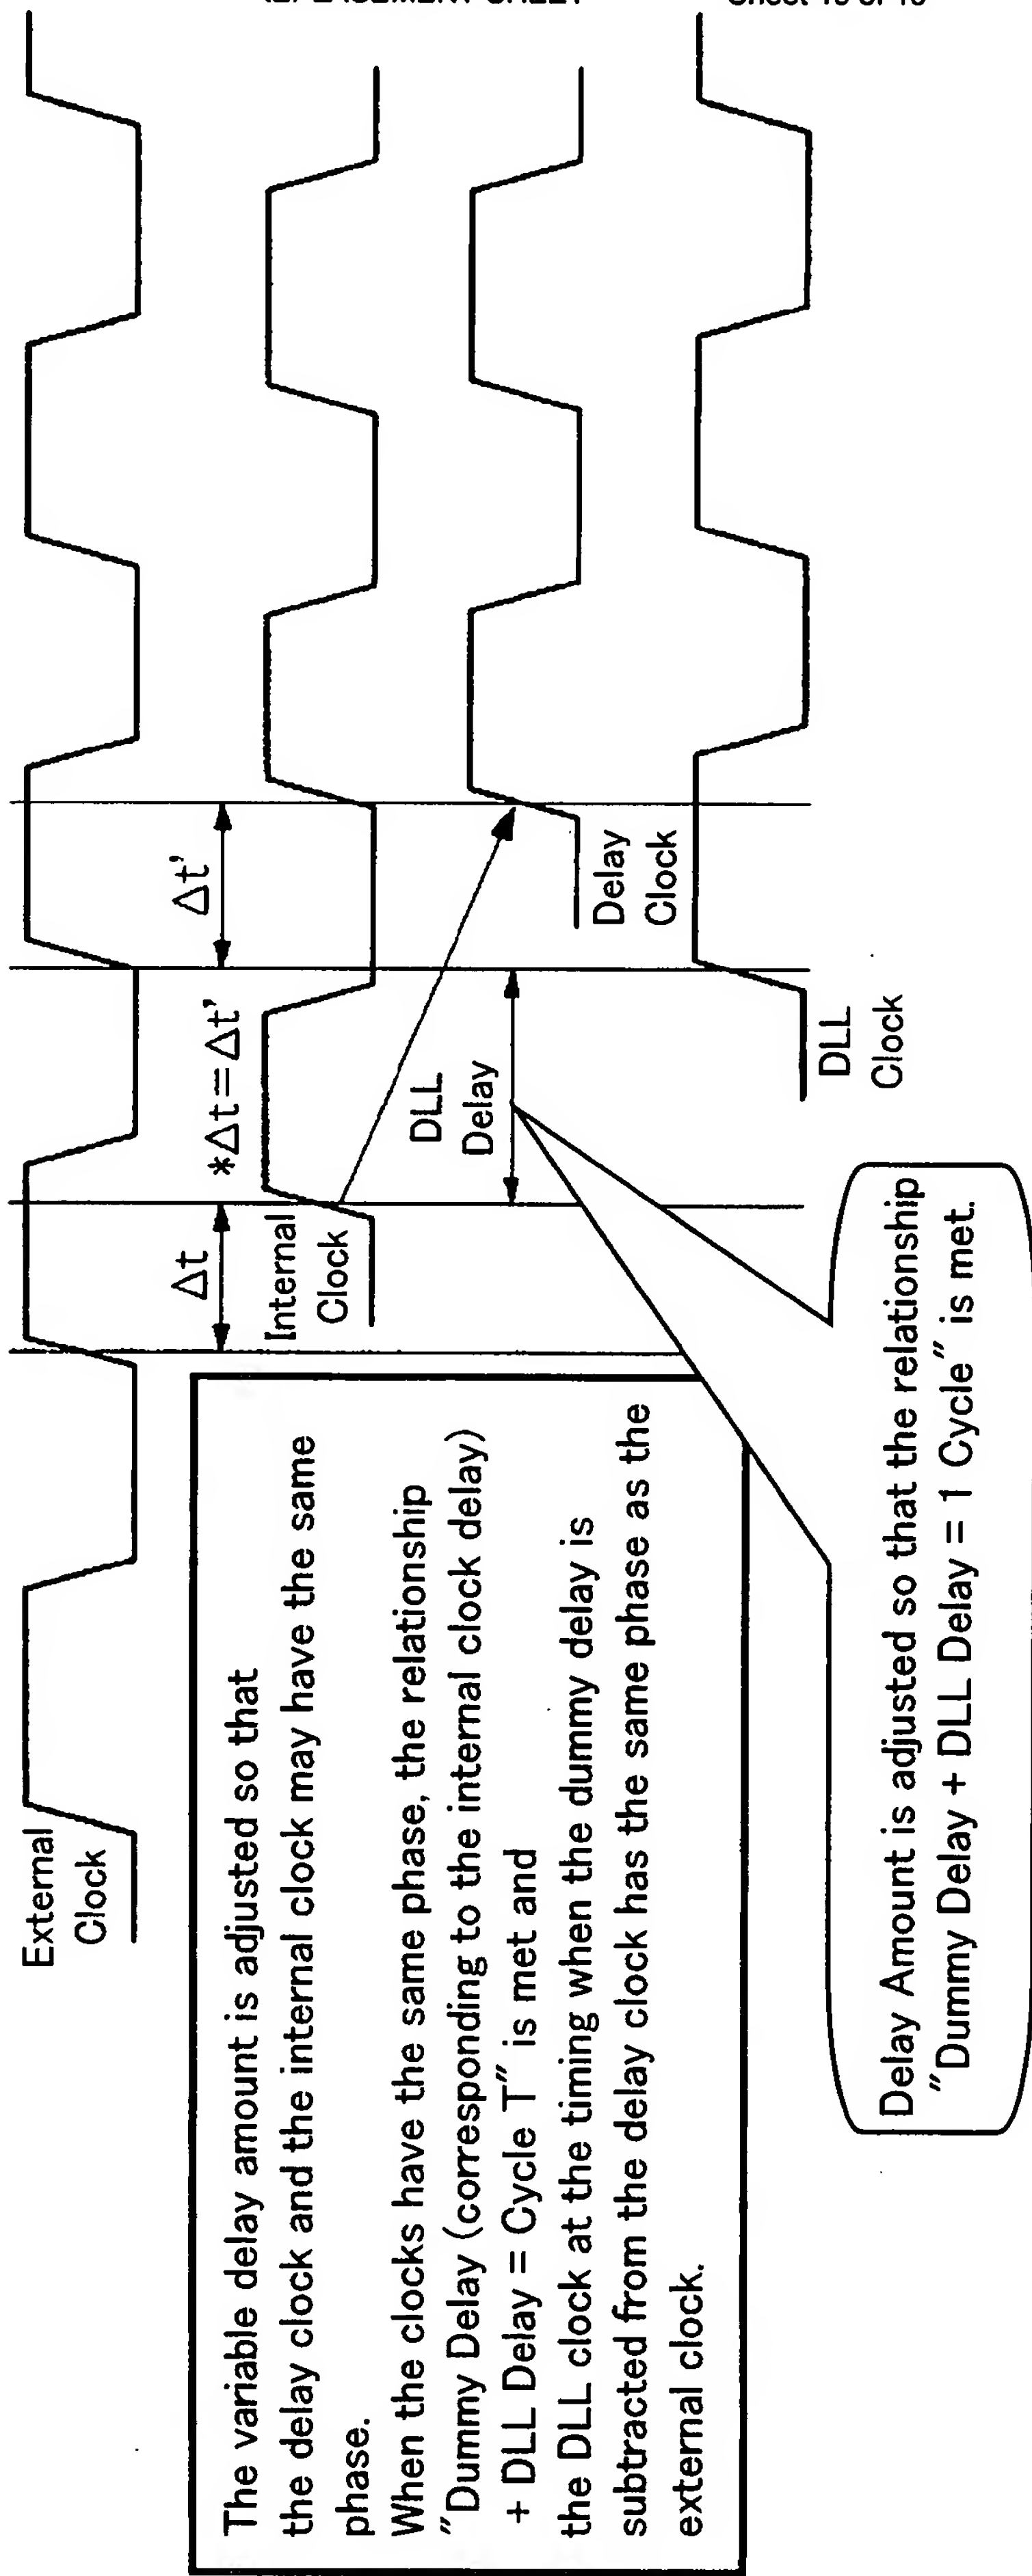 External
Clock
Δt
Δt'
*Δt=Δt'
Internal
Clock
DLL
Delay
Delay
Clock
DLL
Clock
The variable delay amount is adjusted so that
the delay clock and the internal clock may have the same
phase.
When the clocks have the same phase, the relationship
"Dummy Delay (corresponding to the internal clock delay)
+ DLL Delay = Cycle T" is met and
the DLL clock at the timing when the dummy delay is
subtracted from the delay clock has the same phase as the
external clock.
Delay Amount is adjusted so that the relationship
"Dummy Delay + DLL Delay = 1 Cycle" is met.